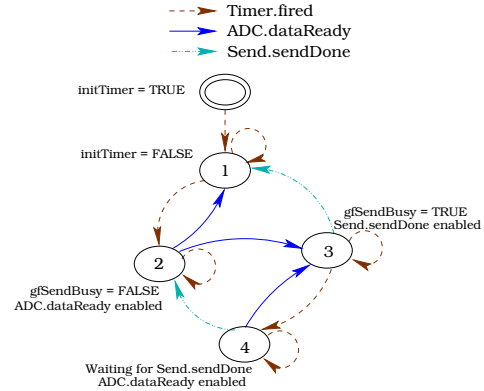 Timer.fired
ADC.dataReady
Send.sendDone
initTimer = TRUE
initTimer = FALSE
1
gfSendBusy = TRUE
Send.sendDone enabled
3
2
gfSendBusy = FALSE
ADC.dataReady enabled
4
Waiting for Send.sendDone
ADC.dataReady enabled